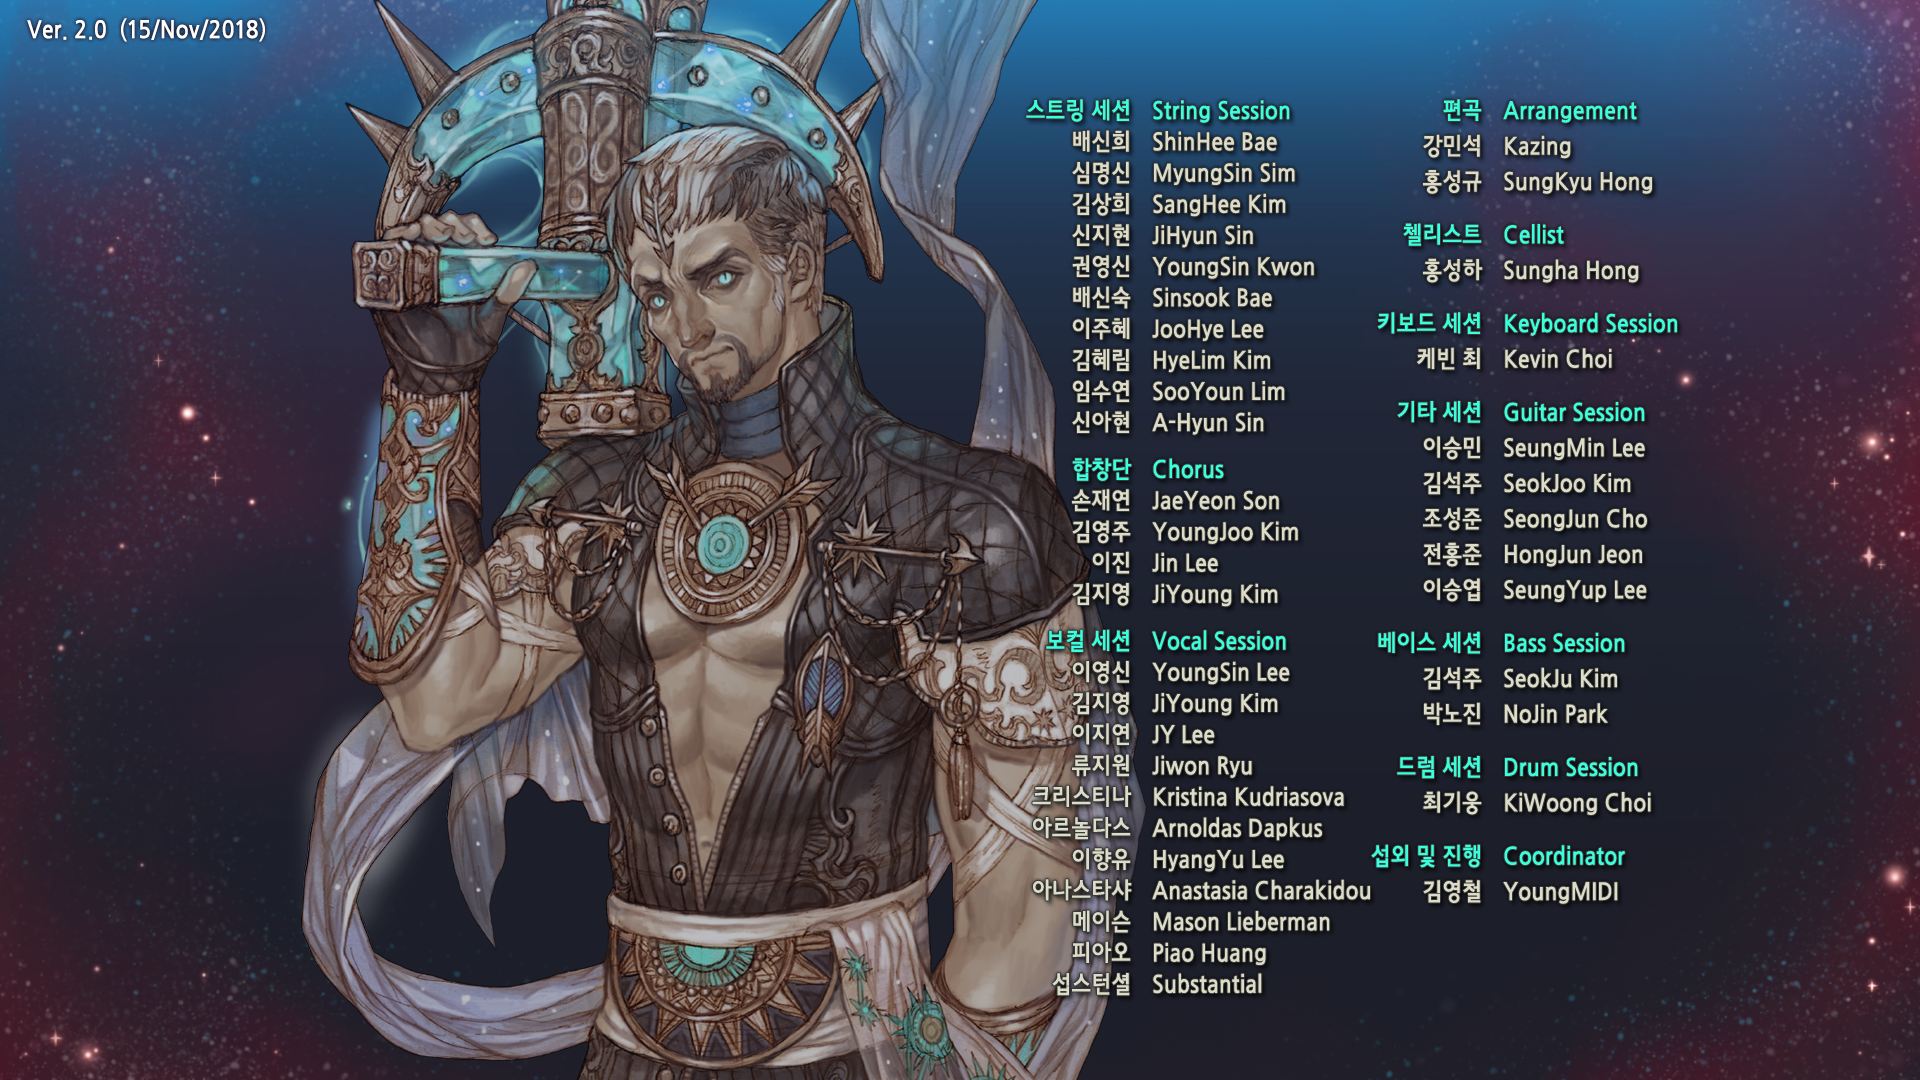 Ver. 2.0 (15/Nov/2018)
스트링 세션 String Session
배신희 ShinHee Bae
심명신 MyungSin Sim
김상희 SangHee Kim
신지현 JiHyun Sin
권영신 YoungSin Kwon
배신숙 Sinsook Bae
이주혜 JooHye Lee
김혜림 HyeLim Kim
임수연 SooYoun Lim
신아현 A-Hyun Sin
합창단 Chorus
손재연 JaeYeon Son
김영주 YoungJoo Kim
이진 Jin Lee
김지영 JiYoung Kim
보컬 세션 Vocal Session
이영신 YoungSin Lee
김지영 JiYoung Kim
이지연 JY Lee
류지원 Jiwon Ryu
크리스티나 Kristina Kudriasova
아르놀다스 Arnoldas Dapkus
이향유 HyangYu Lee
아나스타샤 Anastasia Charakidou
메이슨 Mason Lieberman
피아오 Piao Huang
섭스턴셜 Substantial
편곡 Arrangement
강민석 Kazing
홍성규 SungKyu Hong
첼리스트 Cellist
홍성하 Sungha Hong
키보드 세션 Keyboard Session
케빈 최 Kevin Choi
기타 세션 Guitar Session
이승민 SeungMin Lee
김석주 SeokJoo Kim
조성준 SeongJun Cho
전홍준 HongJun Jeon
이승엽 SeungYup Lee
베이스 세션 Bass Session
김석주 SeokJu Kim
박노진 NoJin Park
드럼 세션 Drum Session
최기웅 KiWoong Choi
섭외 및 진행 Coordinator
김영철 YoungMIDI